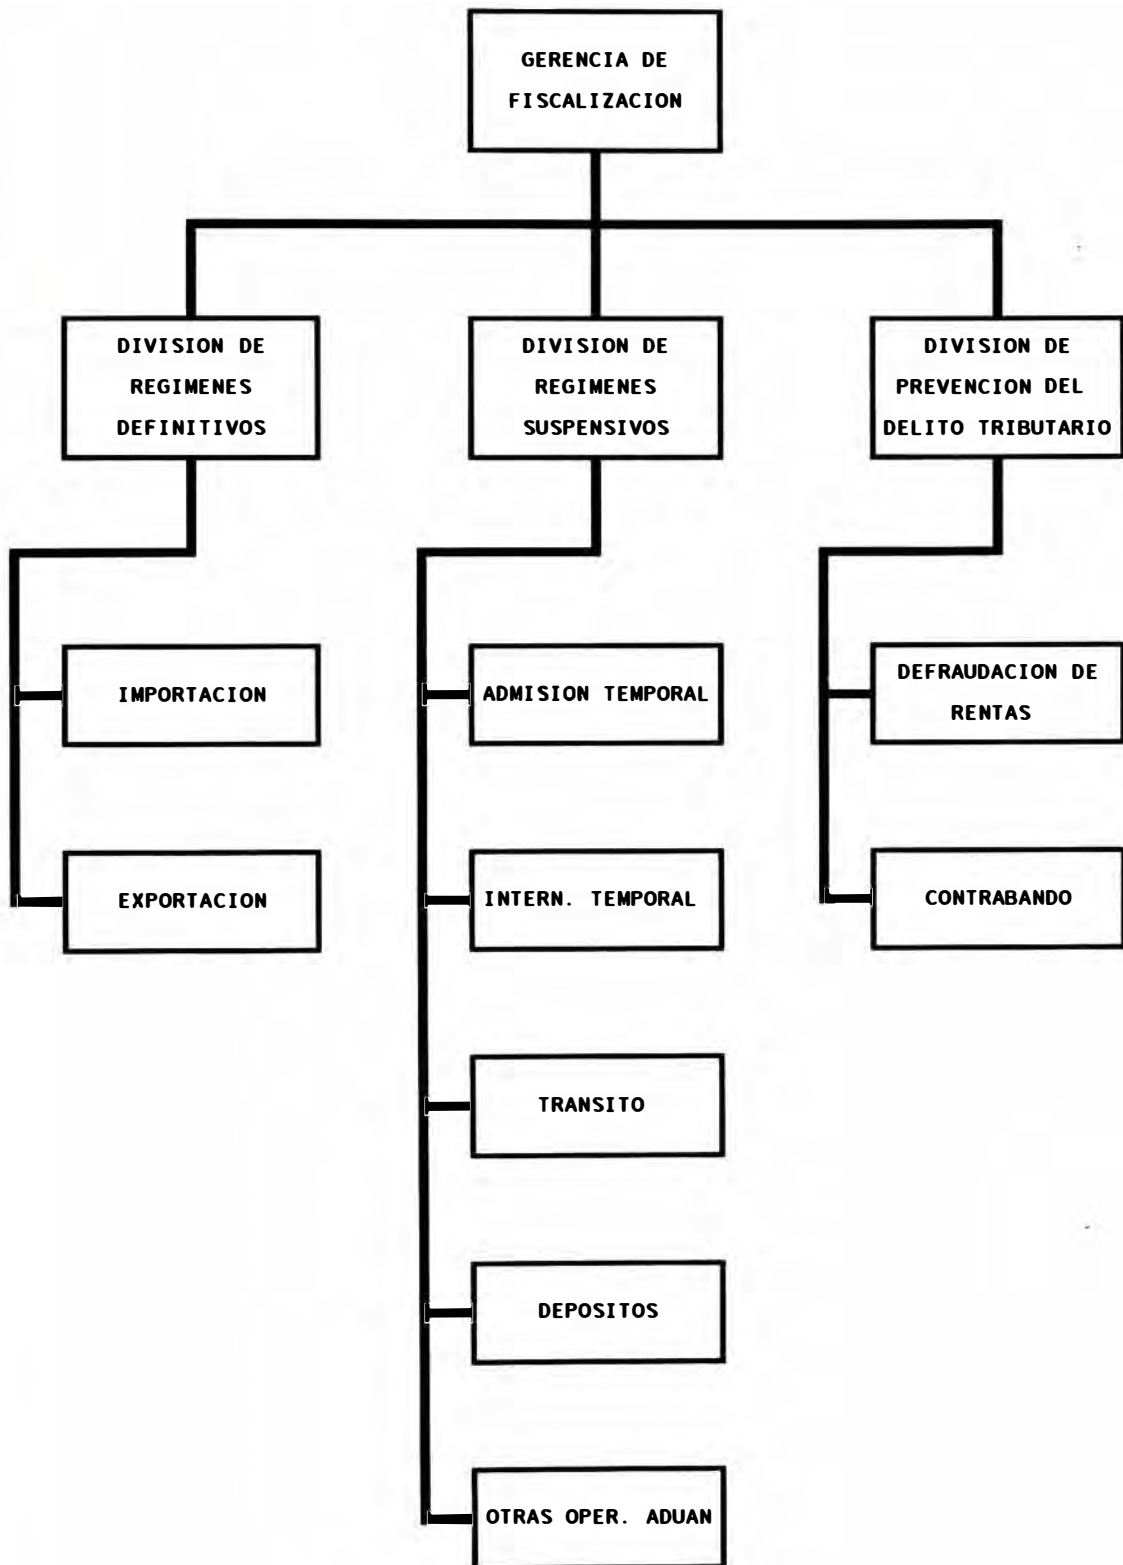 GERENCIA DE
FISCALIZACION
DIVISION DE
REGIMENES
DEFINITIVOS
DIVISION DE
REGIMENES
SUSPENSIVOS
DIVISION DE
PREVENCION DEL
DELITO TRIBUTARIO
IMPORTACION
EXPORTACION
ADMISION TEMPORAL
INTERN. TEMPORAL
TRANSITO
DEPOSITOS
OTRAS OPER. ADUAN
DEFRAUDACION DE
RENTAS
CONTRABANDO